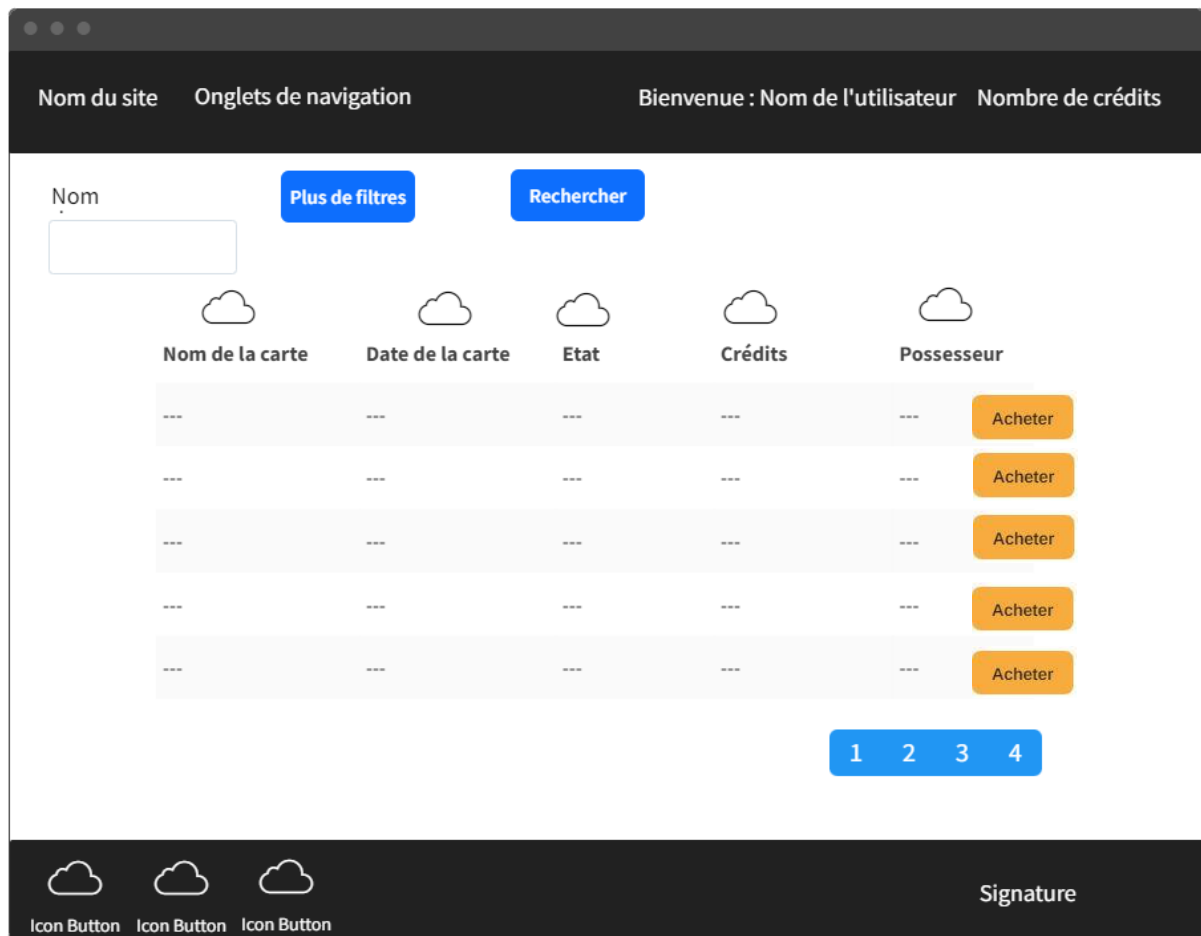 Nom du site Onglets de navigation Bienvenue : Nom de l'utilisateur Nombre de crédits
Nom Plus de filtres Rechercher
Nom de la carte Date de la carte Etat Crédits Possesseur
--- --- --- --- --- Acheter
--- --- --- --- --- Acheter
--- --- --- --- --- Acheter
--- --- --- --- --- Acheter
--- --- --- --- --- Acheter
1 2 3 4
Icon Button Icon Button Icon Button Signature